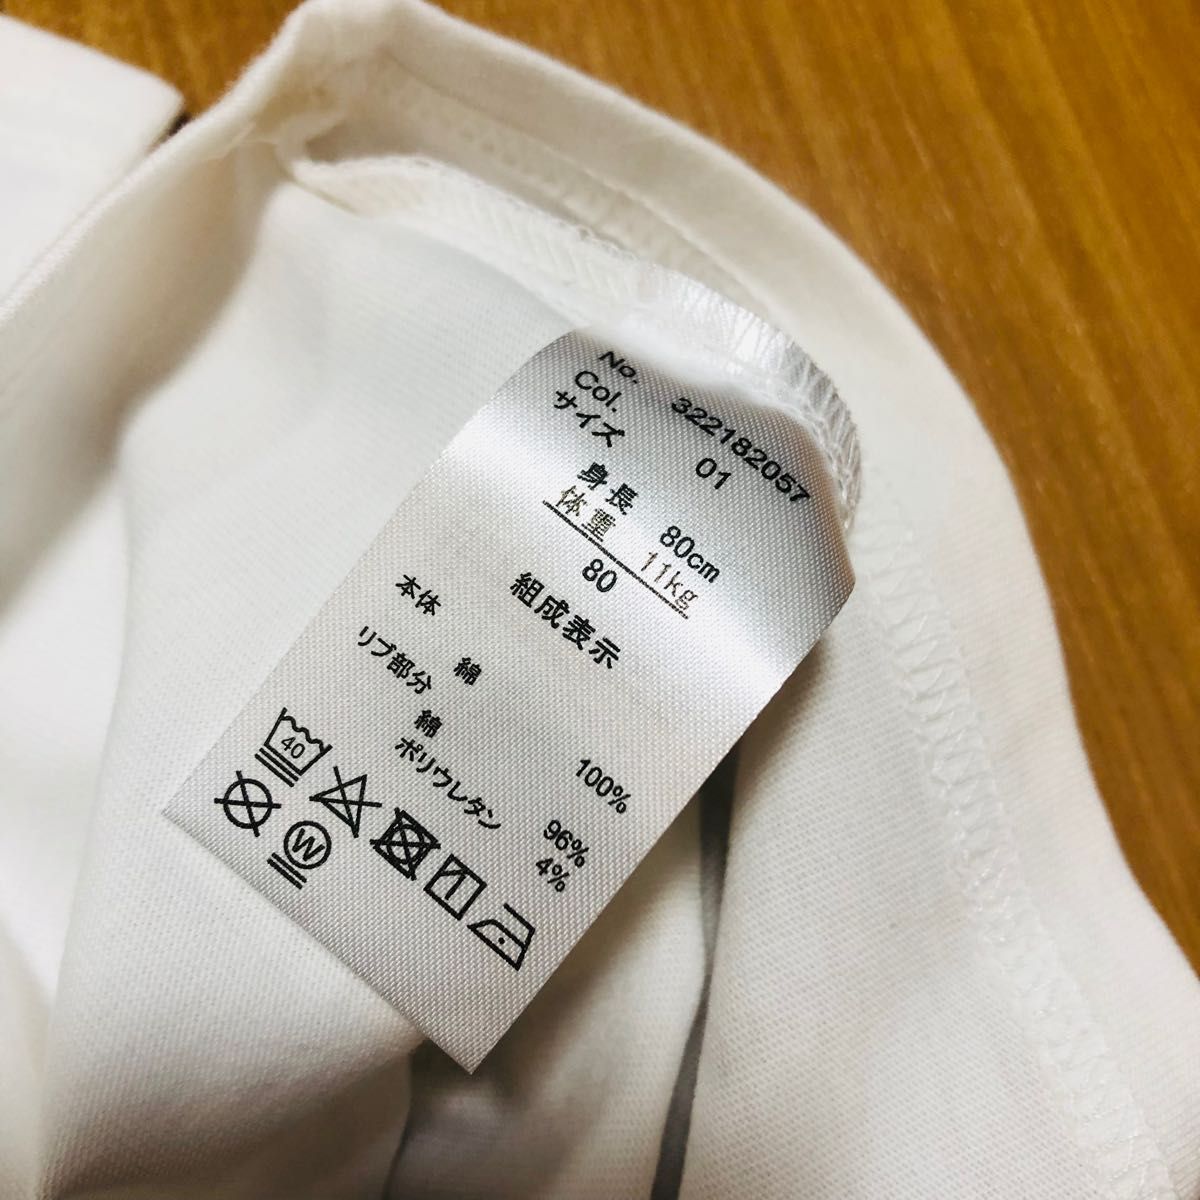 No. 322182057
Col. 01
サイズ
身長 80cm
体重 11kg
80
組成表示
本体
綿 100%
リブ部分
綿 96%
ポリウレタン 4%
40
W